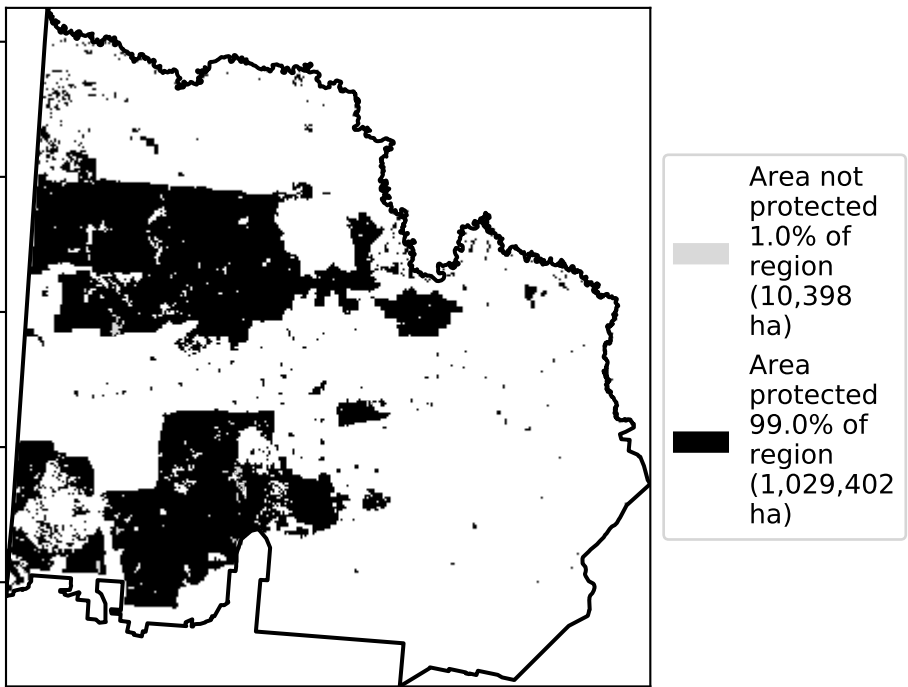 Area not
protected
1.0% of
region
(10,398
ha)
Area
protected
99.0% of
region
(1,029,402
ha)